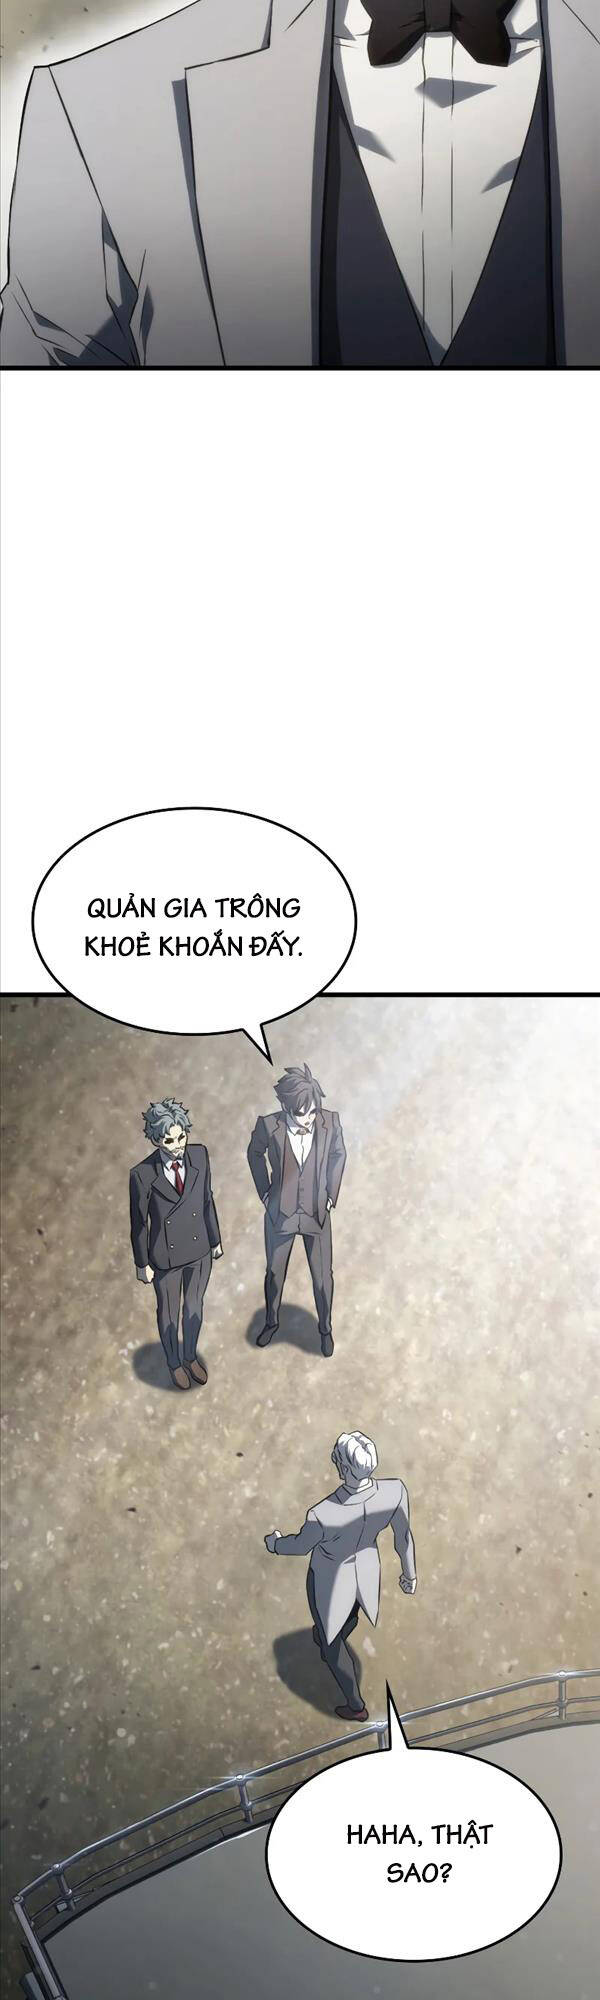 QUẢN GIA TRÔNG
KHOẺ KHOẮN ĐẤY.
HAHA, THẬT
SAO?